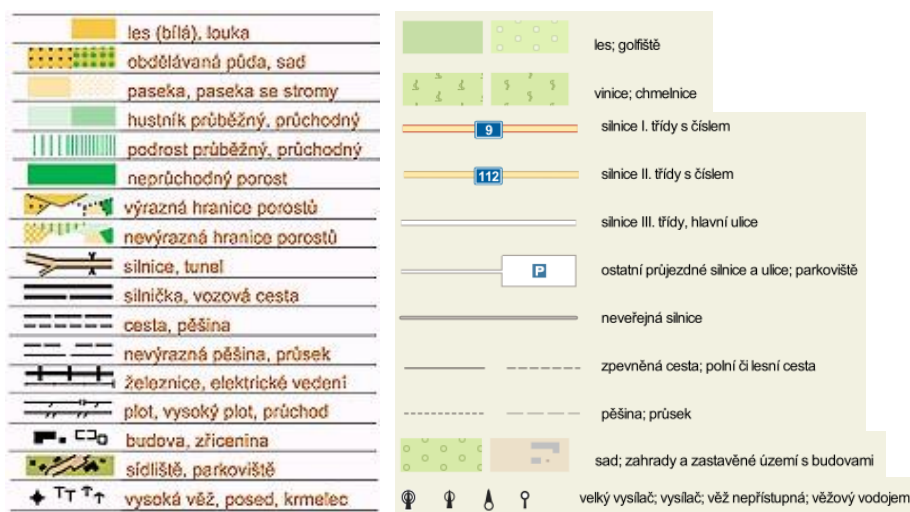 les (bílá), louka
obdělávaná půda, sad
paseka, paseka se stromy
hustník průběžný, průchodný
podrost průběžný, průchodný
neprůchodný porost
výrazná hranice porostů
nevýrazná hranice porostů
silnice, tunel
silnička, vozová cesta
cesta, pěšina
nevýrazná pěšina, průsek
železnice, elektrické vedení
plot, vysoký plot, průchod
budova, zřícenina
sídliště, parkoviště
vysoká věž, posed, krmelec
les; golfiště
vinice; chmelnice
9 silnice I. třídy s číslem
112 silnice II. třídy s číslem
silnice III. třídy, hlavní ulice
P ostatní průjezdné silnice a ulice; parkoviště
neveřejná silnice
zpevněná cesta; polní či lesní cesta
pěšina; průsek
sad; zahrady a zastavěné území s budovami
velký vysílač; vysílač; věž nepřístupná; věžový vodojem